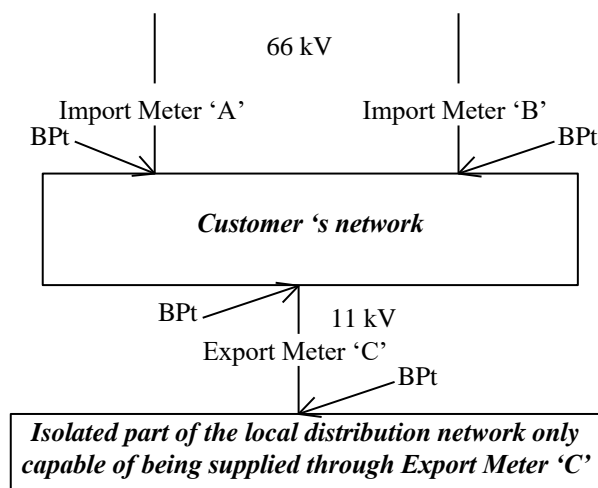 66 kV
Import Meter ‘A’
Import Meter ‘B’
BPt
BPt
Customer ‘s network
BPt
11 kV
Export Meter ‘C’
BPt
Isolated part of the local distribution network only
capable of being supplied through Export Meter ‘C’